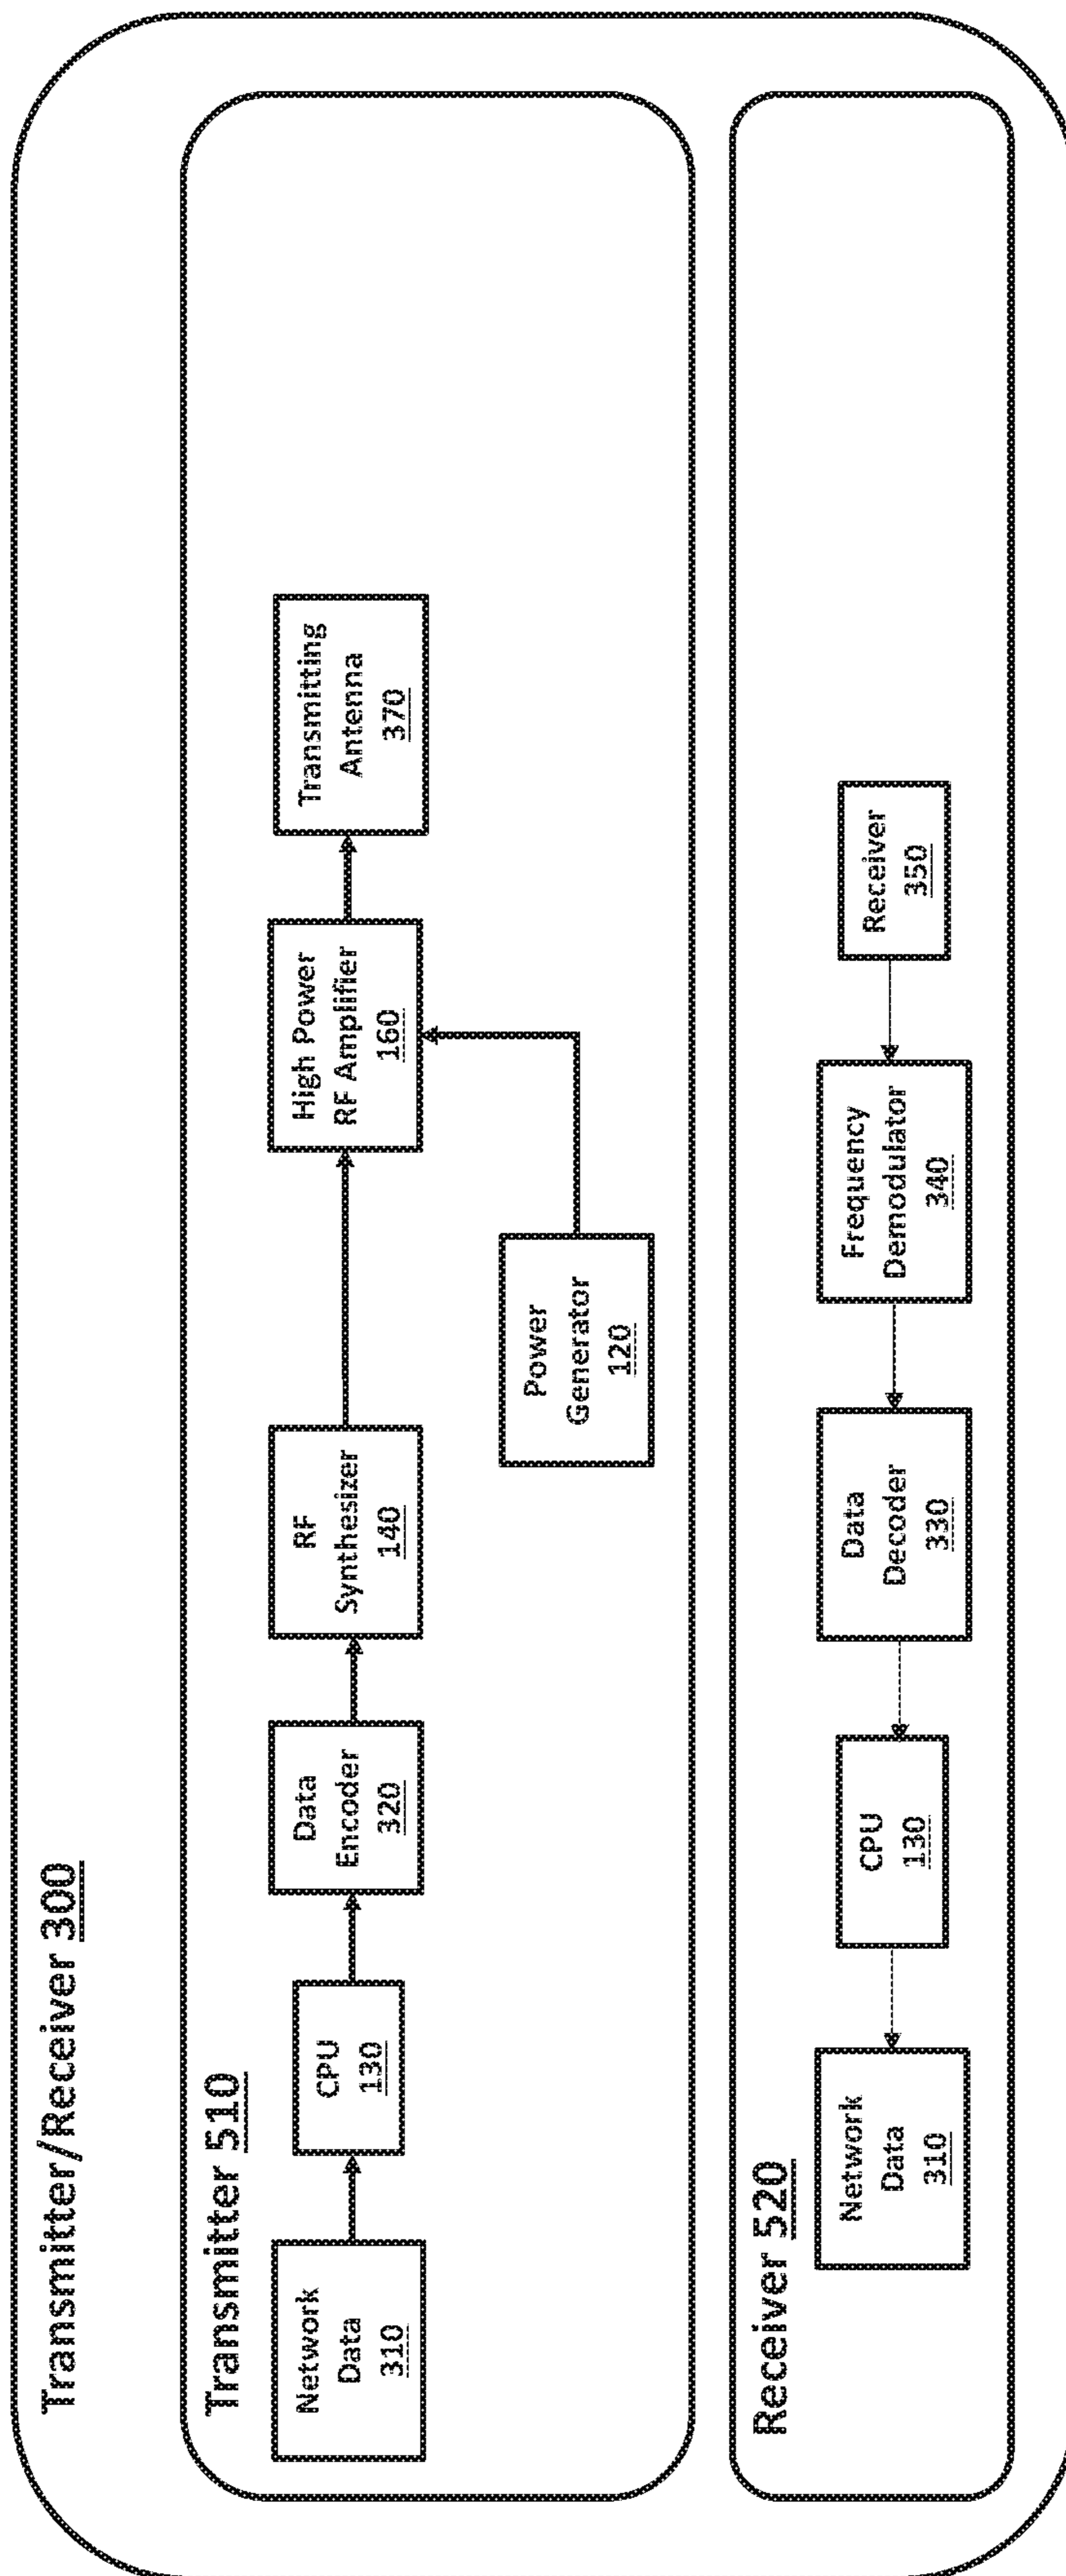 Transmitter/Receiver 300
Transmitter 510
Network
Data
310
CPU
130
Data
Encoder
320
RF
Synthesizer
140
High Power
RF Amplifier
160
Transmitting
Antenna
370
Power
Generator
120
Receiver 520
Network
Data
310
CPU
130
Data
Decoder
330
Frequency
Demodulator
340
Receiver
350